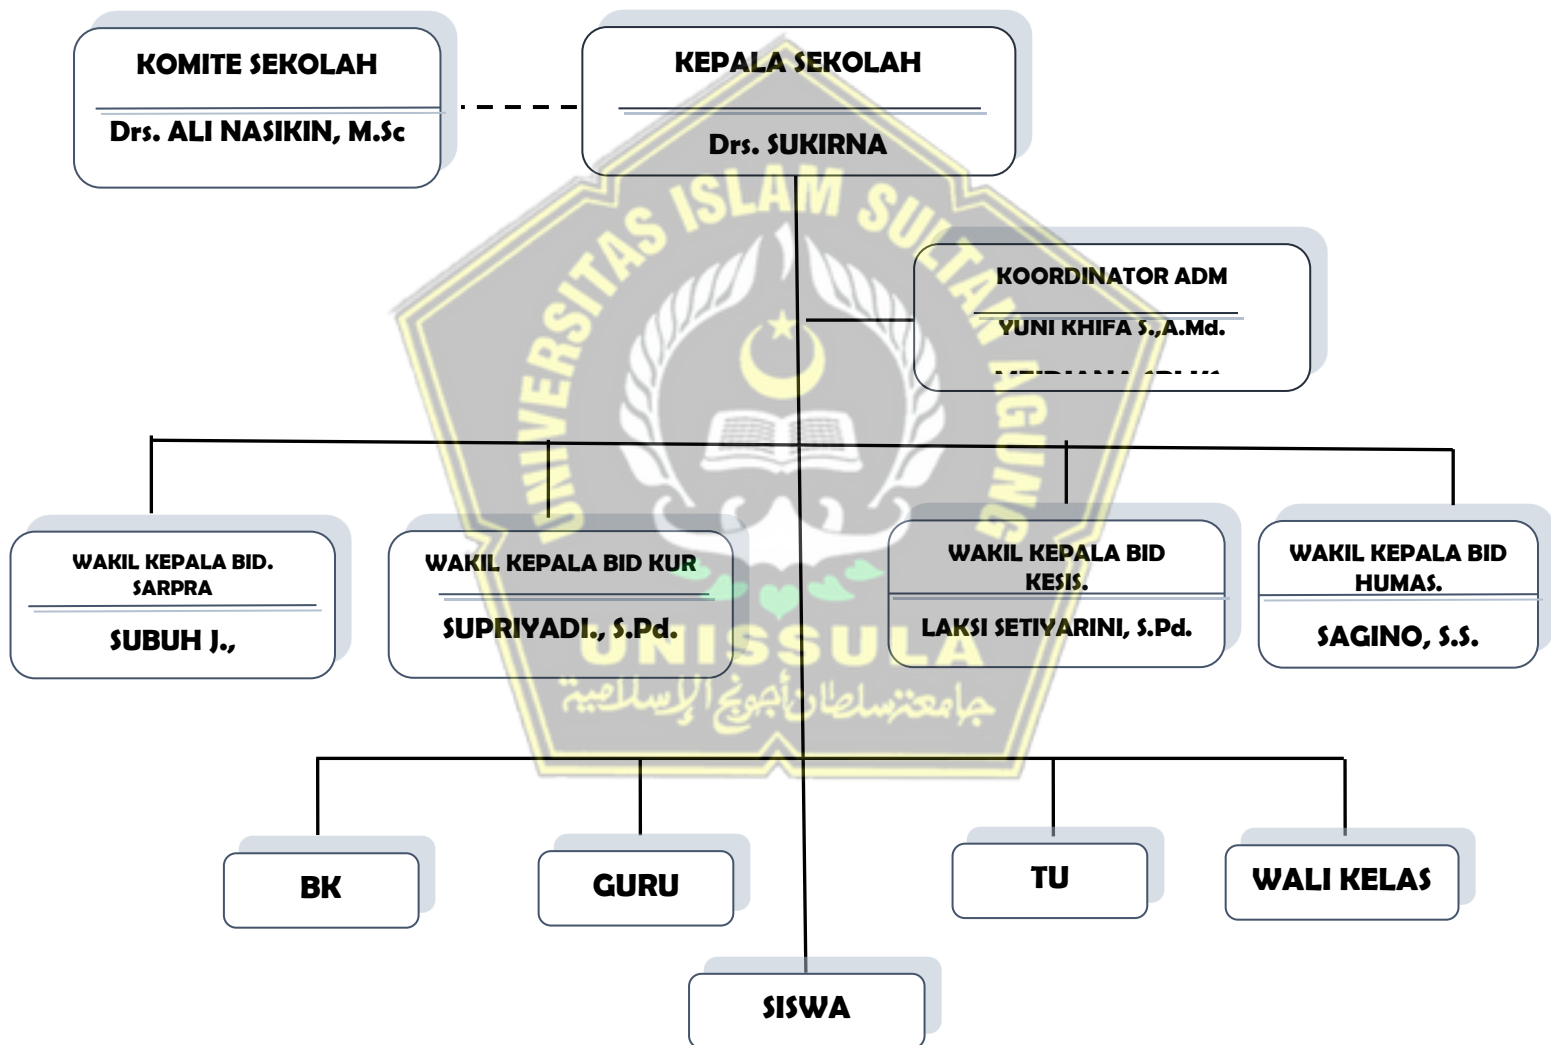 KOMITE SEKOLAH
Drs. ALI NASIKIN, M.Sc
KEPALA SEKOLAH
Drs. SUKIRNA
UNIVERSITAS ISLAM SULTAN AGUNG
KOORDINATOR ADM
YUNI KHIFA S.,A.Md.
WAKIL KEPALA BID.
SARPRA
SUBUH J.,
WAKIL KEPALA BID KUR
SUPRIYADI., S.Pd.
WAKIL KEPALA BID
KESIS.
LAKSI SETIYARINI, S.Pd.
WAKIL KEPALA BID
HUMAS.
SAGINO, S.S.
UNISSULA
جامعتسلطان أجونج الإسلامية
BK
GURU
TU
WALI KELAS
SISWA